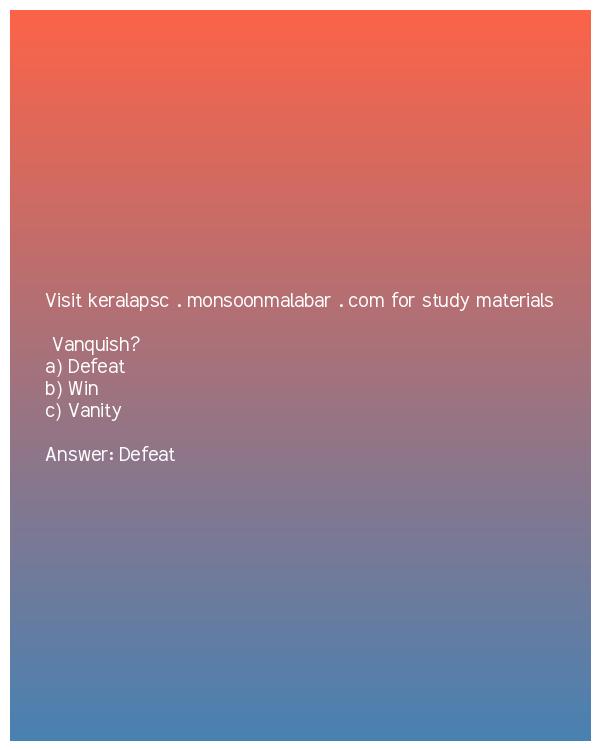 Visit keralapsc . monsoonmalabar . com for study materials
Vanquish?
a) Defeat
b) Win
c) Vanity
Answer: Defeat